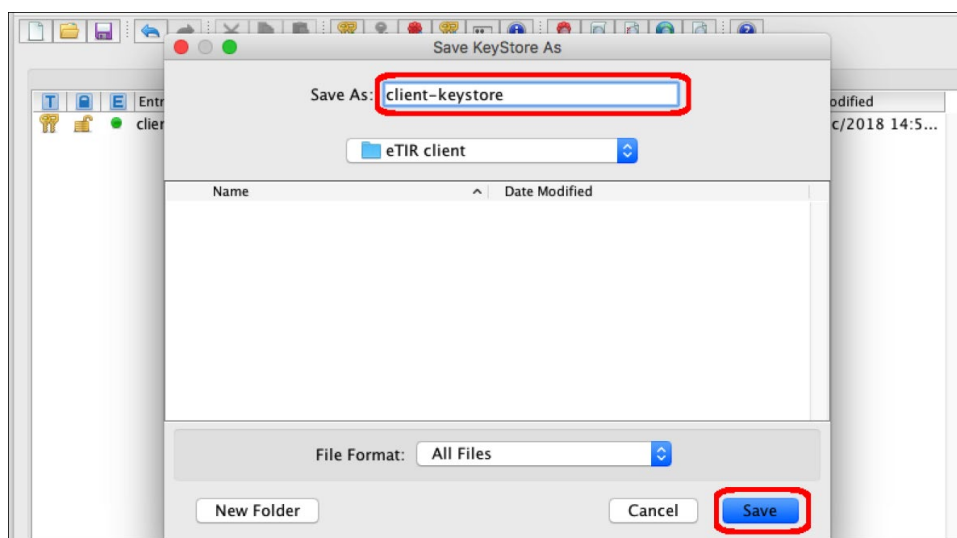 Save KeyStore As
Save As: client-keystore
T E Entr odified
clier c/2018 14:5...
eTIR client
Name Date Modified
File Format: All Files
New Folder Cancel Save